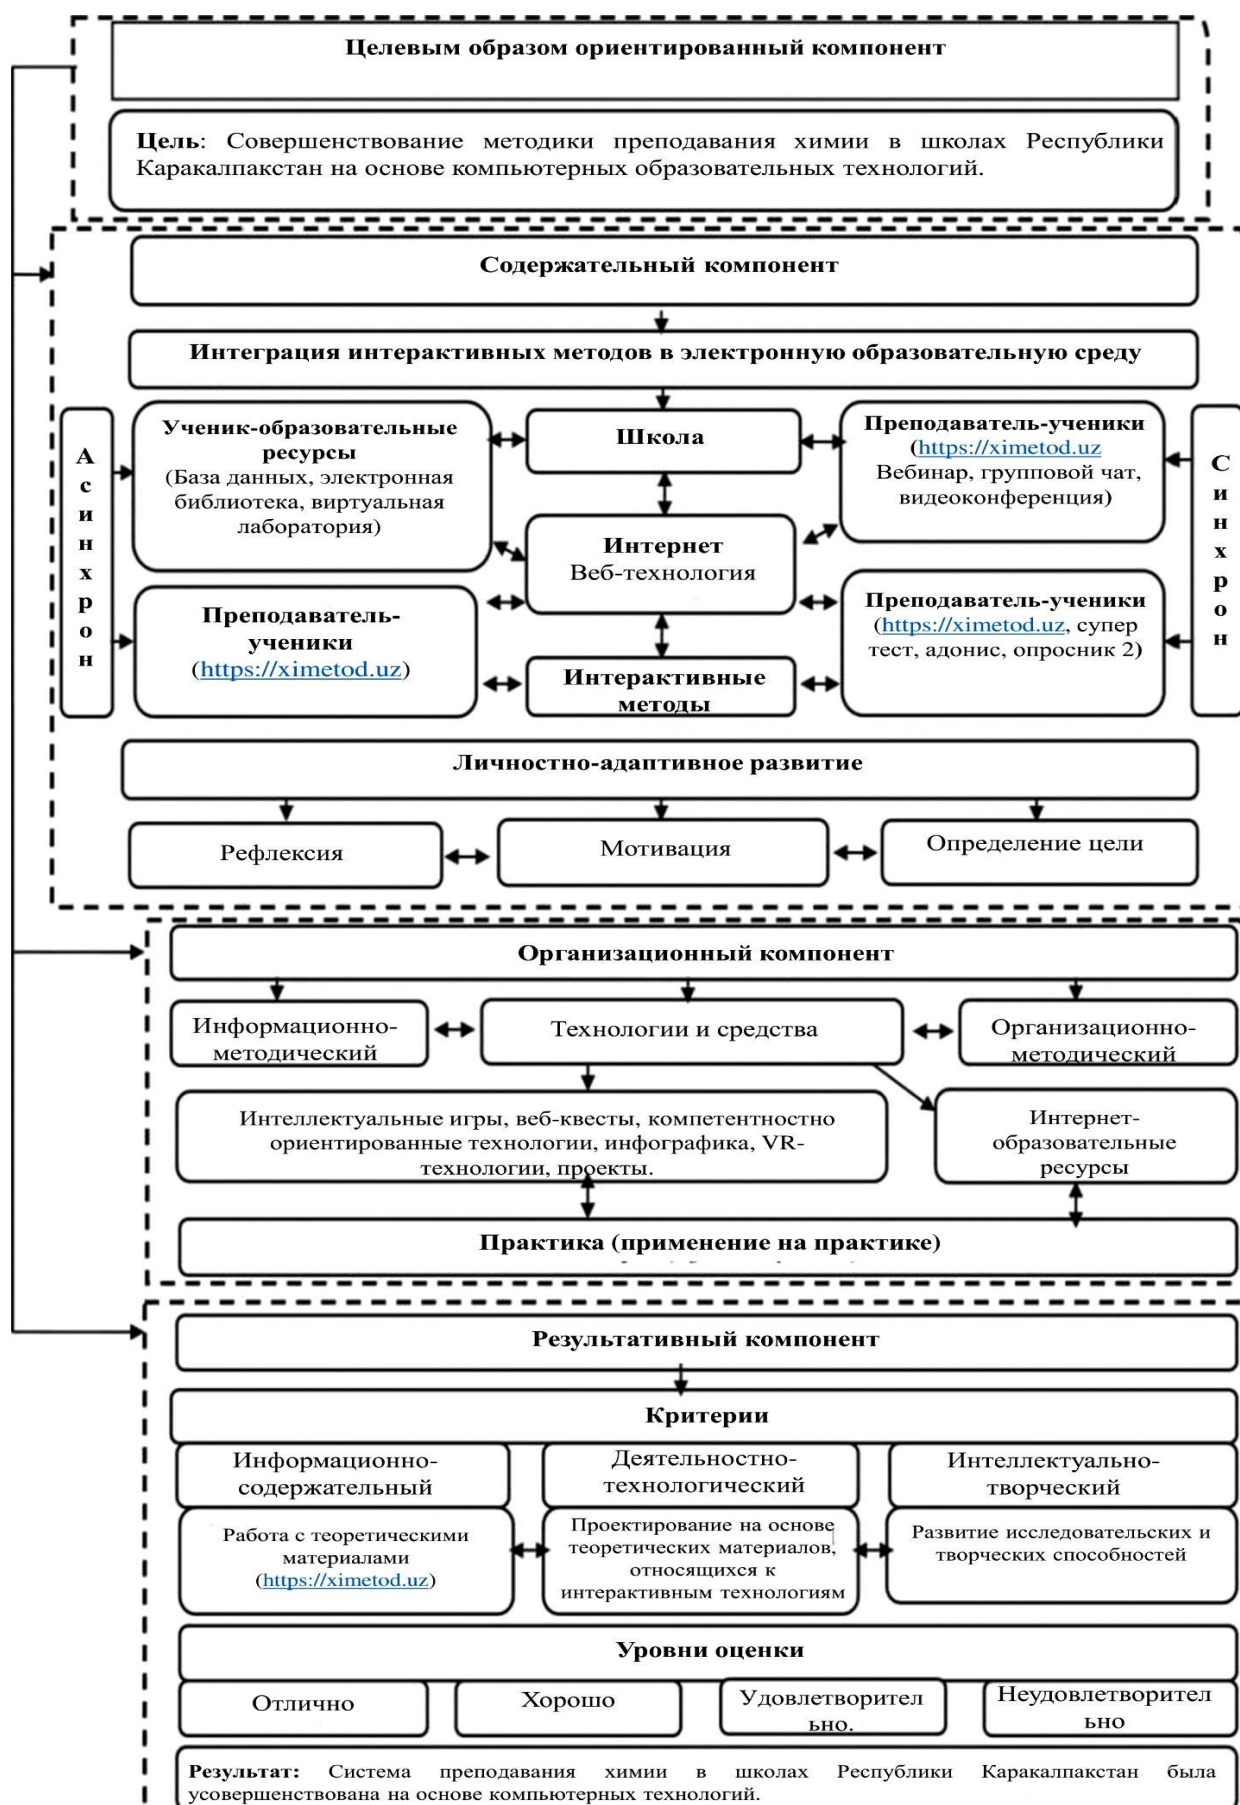 Целевым образом ориентированный компонент
Цель: Совершенствование методики преподавания химии в школах Республики
Каракалпакстан на основе компьютерных образовательных технологий.
Содержательный компонент
Интеграция интерактивных методов в электронную образовательную среду
Асинхрон
Ученик-образовательные
ресурсы
(База данных, электронная
библиотека, виртуальная
лаборатория)
Школа
Преподаватель-ученики
(https://ximetod.uz
Вебинар, групповой чат,
видеоконференция)
Синхрон
Интернет
Веб-технология
Преподаватель-
ученики
(https://ximetod.uz)
Преподаватель-ученики
(https://ximetod.uz, супер
тест, адонис, опросник 2)
Интерактивные
методы
Личностно-адаптивное развитие
Рефлексия
Мотивация
Определение цели
Организационный компонент
Информационно-
методический
Технологии и средства
Организационно-
методический
Интеллектуальные игры, веб-квесты, компетентностно
ориентированные технологии, инфографика, VR-
технологии, проекты.
Интернет-
образовательные
ресурсы
Практика (применение на практике)
Результативный компонент
Критерии
Информационно-
содержательный
Деятельностно-
технологический
Интеллектуально-
творческий
Работа с теоретическими
материалами
(https://ximetod.uz)
Проектирование на основе
теоретических материалов,
относящихся к
интерактивным технологиям
Развитие исследовательских и
творческих способностей
Уровни оценки
Отлично
Хорошо
Удовлетворител
ьно.
Неудовлетворител
ьно
Результат: Система преподавания химии в школах Республики Каракалпакстан была
усовершенствована на основе компьютерных технологий.